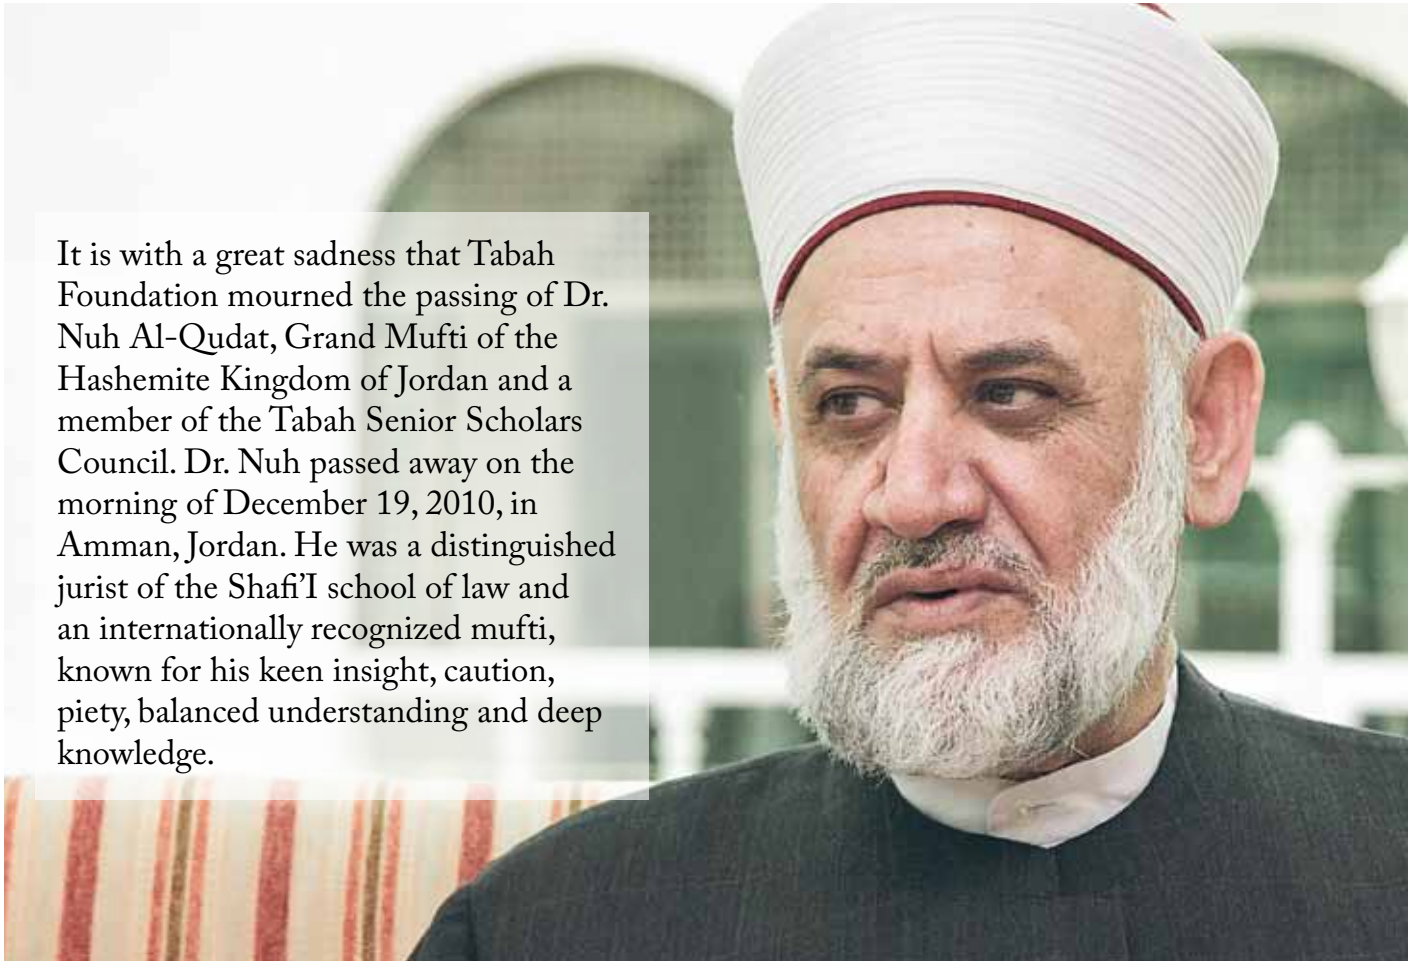 It is with a great sadness that Tabah
Foundation mourned the passing of Dr.
Nuh Al-Qudat, Grand Mufti of the
Hashemite Kingdom of Jordan and a
member of the Tabah Senior Scholars
Council. Dr. Nuh passed away on the
morning of December 19, 2010, in
Amman, Jordan. He was a distinguished
jurist of the Shafi’I school of law and
an internationally recognized mufti,
known for his keen insight, caution,
piety, balanced understanding and deep
knowledge.